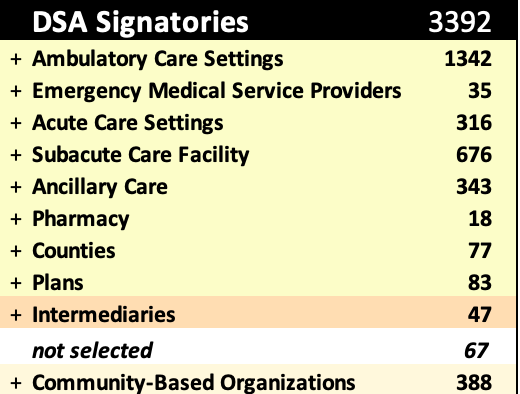 DSA Signatories 3392
+ Ambulatory Care Settings 1342
+ Emergency Medical Service Providers 35
+ Acute Care Settings 316
+ Subacute Care Facility 676
+ Ancillary Care 343
+ Pharmacy 18
+ Counties 77
+ Plans 83
+ Intermediaries 47
not selected 67
+ Community-Based Organizations 388